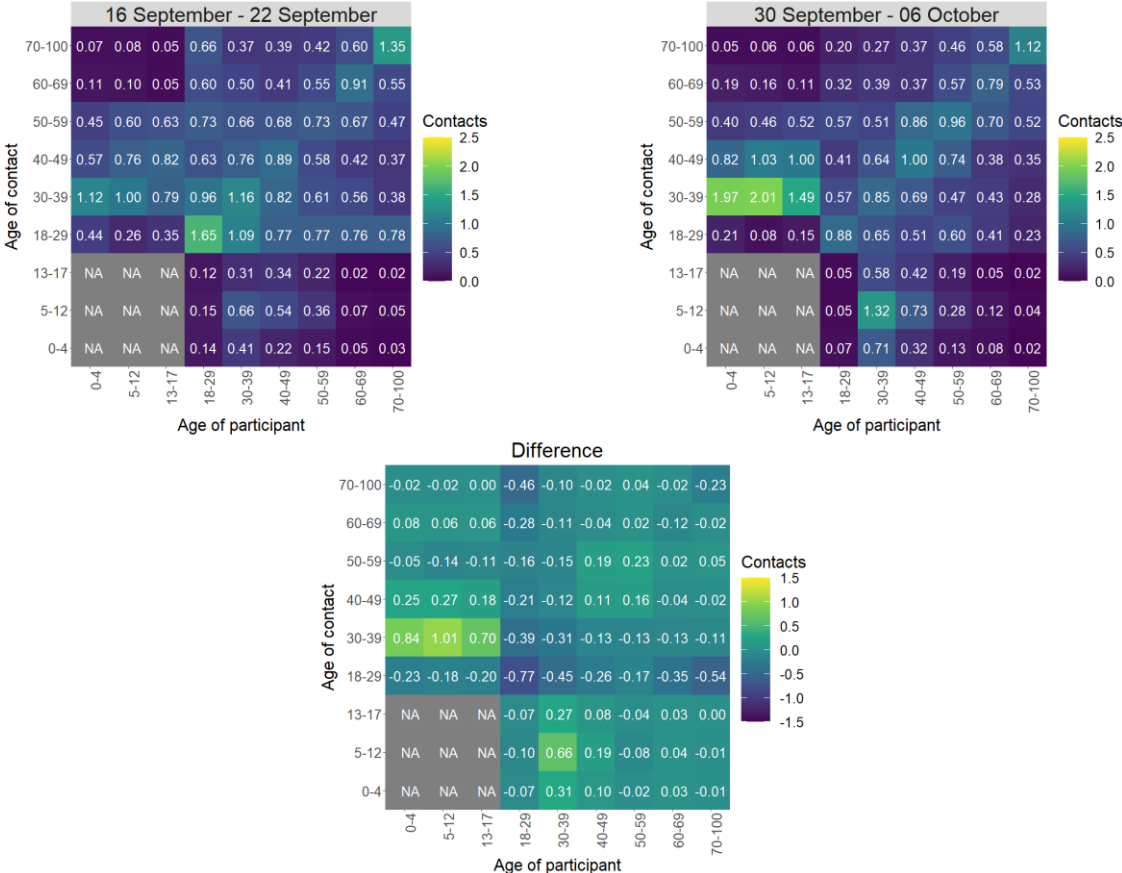 16 September - 22 September
70-100 0.07 0.08 0.05 0.66 0.37 0.39 0.42 0.60 1.35
60-69 0.11 0.10 0.05 0.60 0.50 0.41 0.55 0.91 0.55
50-59 0.45 0.60 0.63 0.73 0.66 0.68 0.73 0.67 0.47
40-49 0.57 0.76 0.82 0.63 0.76 0.89 0.58 0.42 0.37
30-39 1.12 1.00 0.79 0.96 1.16 0.82 0.61 0.56 0.38
18-29 0.44 0.26 0.35 1.65 1.09 0.77 0.77 0.76 0.78
13-17 NA NA NA 0.12 0.31 0.34 0.22 0.02 0.02
5-12 NA NA NA 0.15 0.66 0.54 0.36 0.07 0.05
0-4 NA NA NA 0.14 0.41 0.22 0.15 0.05 0.03
0-4 5-12 13-17 18-29 30-39 40-49 50-59 60-69 70-100
Age of participant
Age of contact
Contacts
2.5
2.0
1.5
1.0
0.5
0.0
30 September - 06 October
70-100 0.05 0.06 0.06 0.20 0.27 0.37 0.46 0.58 1.12
60-69 0.19 0.16 0.11 0.32 0.39 0.37 0.57 0.79 0.53
50-59 0.40 0.46 0.52 0.57 0.51 0.86 0.96 0.70 0.52
40-49 0.82 1.03 1.00 0.41 0.64 1.00 0.74 0.38 0.35
30-39 1.97 2.01 1.49 0.57 0.85 0.69 0.47 0.43 0.28
18-29 0.21 0.08 0.15 0.88 0.65 0.51 0.60 0.41 0.23
13-17 NA NA NA 0.05 0.58 0.42 0.19 0.05 0.02
5-12 NA NA NA 0.05 1.32 0.73 0.28 0.12 0.04
0-4 NA NA NA 0.07 0.71 0.32 0.13 0.08 0.02
0-4 5-12 13-17 18-29 30-39 40-49 50-59 60-69 70-100
Age of participant
Age of contact
Contacts
2.5
2.0
1.5
1.0
0.5
0.0
Difference
70-100 -0.02 -0.02 0.00 -0.46 -0.10 -0.02 0.04 -0.02 -0.23
60-69 0.08 0.06 0.06 -0.28 -0.11 -0.04 0.02 -0.12 -0.02
50-59 -0.05 -0.14 -0.11 -0.16 -0.15 0.19 0.23 0.02 0.05
40-49 0.25 0.27 0.18 -0.21 -0.12 0.11 0.16 -0.04 -0.02
30-39 0.84 1.01 0.70 -0.39 -0.31 -0.13 -0.13 -0.13 -0.11
18-29 -0.23 -0.18 -0.20 -0.77 -0.45 -0.26 -0.17 -0.35 -0.54
13-17 NA NA NA -0.07 0.27 0.08 -0.04 0.03 0.00
5-12 NA NA NA -0.10 0.66 0.19 -0.08 0.04 -0.01
0-4 NA NA NA -0.07 0.31 0.10 -0.02 0.03 -0.01
0-4 5-12 13-17 18-29 30-39 40-49 50-59 60-69 70-100
Age of participant
Age of contact
Contacts
1.5
1.0
0.5
0.0
-0.5
-1.0
-1.5